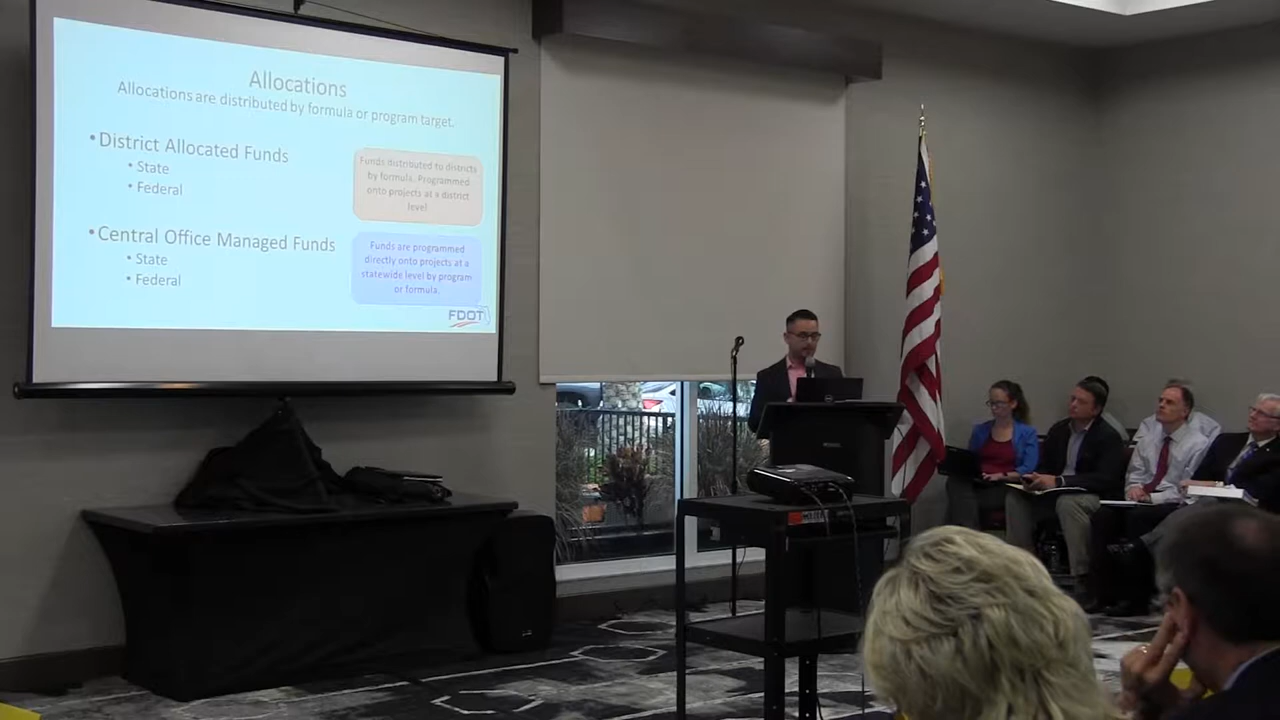 Allocations
Allocations are distributed by formula or program target.
•District Allocated Funds
• State
• Federal
Funds distributed to districts
by formula. Programmed
onto projects at a district
level
•Central Office Managed Funds
• State
• Federal
Funds are programmed
directly onto projects at a
statewide level by program
or formula.
FDOT